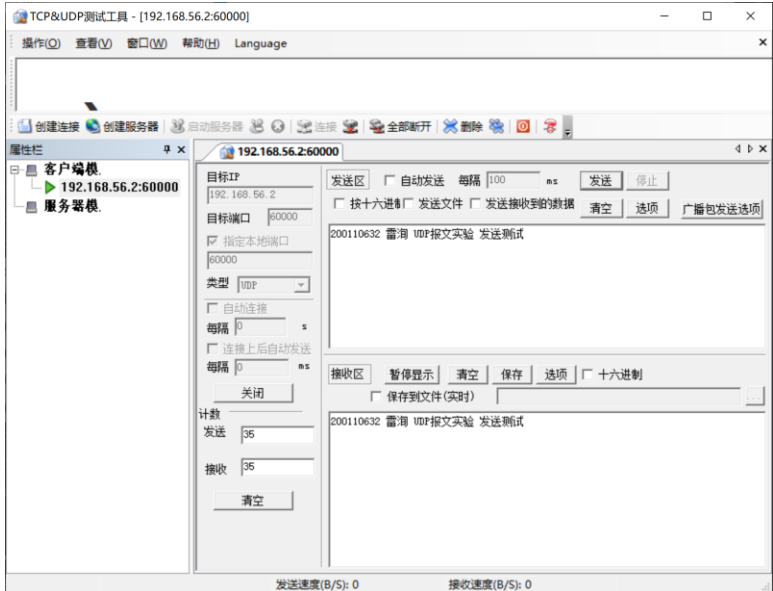 TCP&UDP测试工具 - [192.168.56.2:60000]
操作(O) 查看(V) 窗口(W) 帮助(H) Language
创建连接 创建服务器 启动服务器 连接 全部断开 删除
属性栏
客户端模.
192.168.56.2:60000
服务器模.
192.168.56.2:60000
目标IP
192.168.56.2
目标端口 60000
指定本地端口
60000
类型 UDP
自动连接
每隔 0 s
连接上后自动发送
每隔 0 ms
关闭
计数
发送 35
接收 35
清空
发送区 自动发送 每隔 100 ms 发送 停止
按十六进制 发送文件 发送接收到的数据 清空 选项 广播包发送选项
200110632 雷洵 UDP报文实验 发送测试
接收区 暂停显示 清空 保存 选项 十六进制
保存到文件(实时) ...
200110632 雷洵 UDP报文实验 发送测试
发送速度(B/S): 0 接收速度(B/S): 0